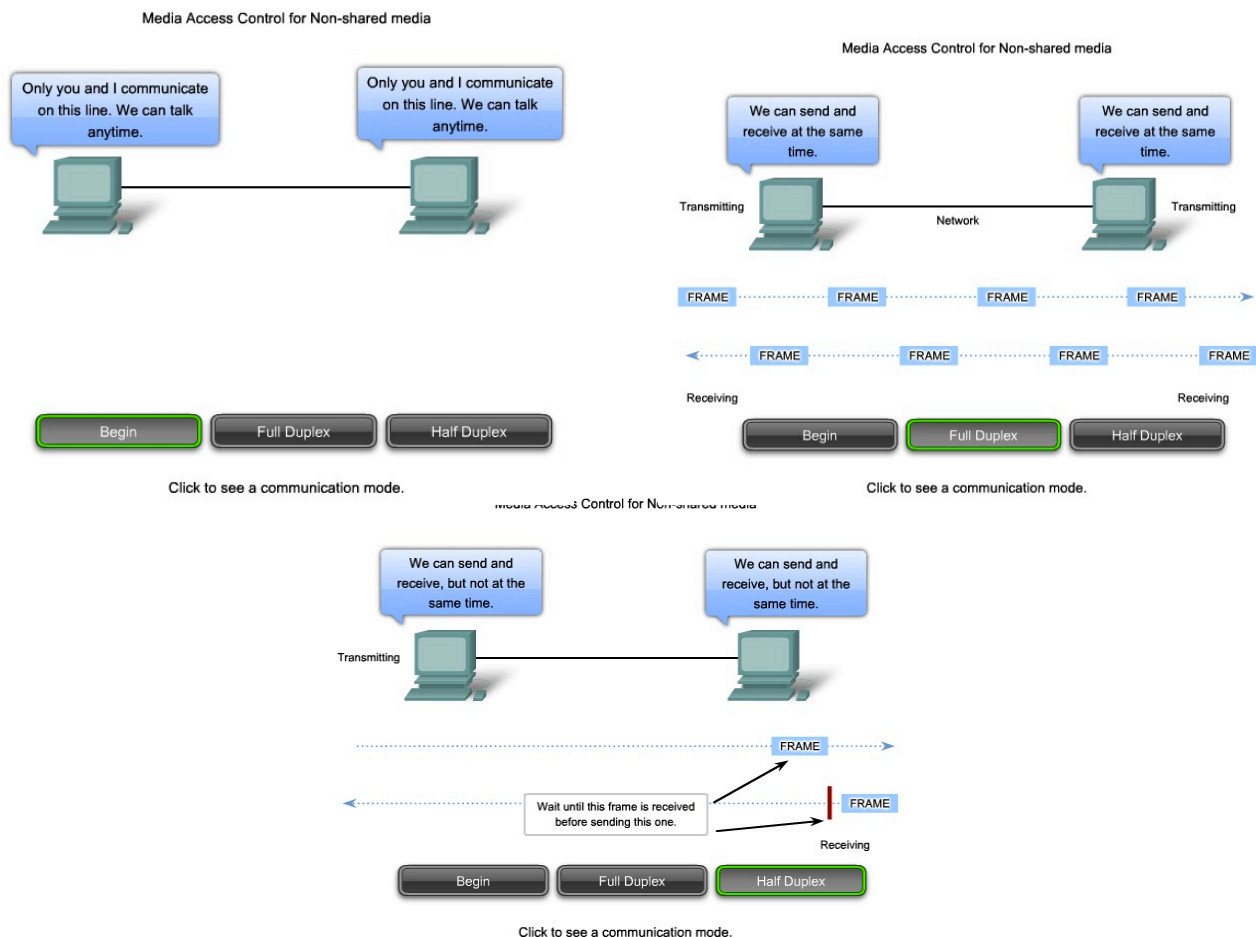 Media Access Control for Non-shared media
Only you and I communicate
on this line. We can talk
anytime.
Only you and I communicate
on this line. We can talk
anytime.
Begin
Full Duplex
Half Duplex
Click to see a communication mode.
Media Access Control for Non-shared media
We can send and
receive at the same
time.
We can send and
receive at the same
time.
Transmitting
Network
Transmitting
FRAME
FRAME
FRAME
FRAME
FRAME
FRAME
FRAME
FRAME
Receiving
Receiving
Begin
Full Duplex
Half Duplex
Click to see a communication mode.
Media Access Control for Non-shared media
We can send and
receive, but not at the
same time.
We can send and
receive, but not at the
same time.
Transmitting
FRAME
Wait until this frame is received
before sending this one.
FRAME
Receiving
Begin
Full Duplex
Half Duplex
Click to see a communication mode.